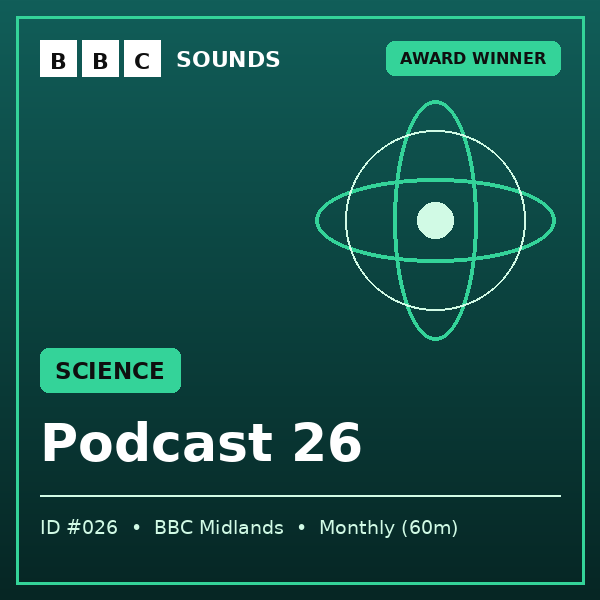 BBC SOUNDS
AWARD WINNER
SCIENCE
Podcast 26
ID #026 • BBC Midlands • Monthly (60m)